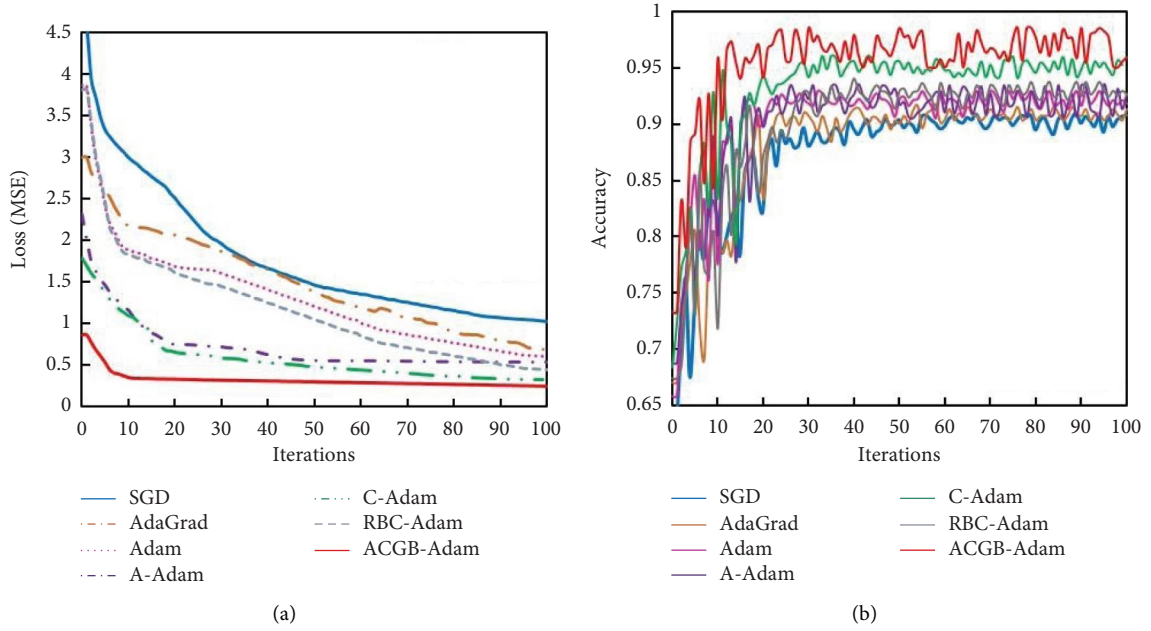 4.5
4
3.5
3
2.5
2
1.5
1
0.5
0
Loss (MSE)
0 10 20 30 40 50 60 70 80 90 100
Iterations
SGD
AdaGrad
Adam
A-Adam
C-Adam
RBC-Adam
ACGB-Adam
(a)
1
0.95
0.9
0.85
0.8
0.75
0.7
0.65
Accuracy
0 10 20 30 40 50 60 70 80 90 100
Iterations
SGD
AdaGrad
Adam
A-Adam
C-Adam
RBC-Adam
ACGB-Adam
(b)